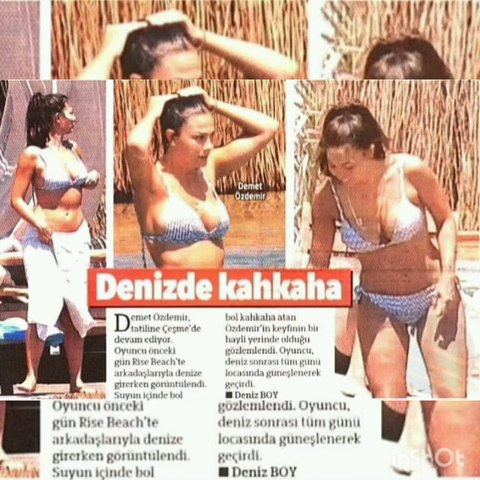 Demet
Özdemir
Denizde kahkaha
Demet Özdemir,
tatiline Çeşme'de
devam ediyor.
Oyuncu önceki
gün Rise Beach'te
arkadaşlarıyla denize
girerken görüntülendi.
Suyun içinde bol
bol kahkaha atan
Özdemir'in keyfinin bir
hayli yerinde olduğu
gözlemlendi. Oyuncu,
deniz sonrası tüm günü
locasında güneşlenerek
geçirdi.
■ Deniz BOY
Oyuncu önceki
gün Rise Beach'te
arkadaşlarıyla denize
girerken görüntülendi.
Suyun içinde bol
gözlemlendi. Oyuncu,
deniz sonrası tüm günü
locasında güneşlenerek
geçirdi.
■ Deniz BOY
InShOt